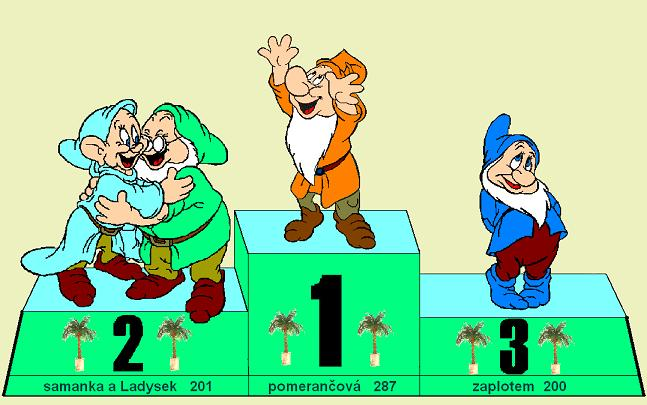 1
2
3
samanka a Ladysek 201
pomerančová 287
zaplotem 200